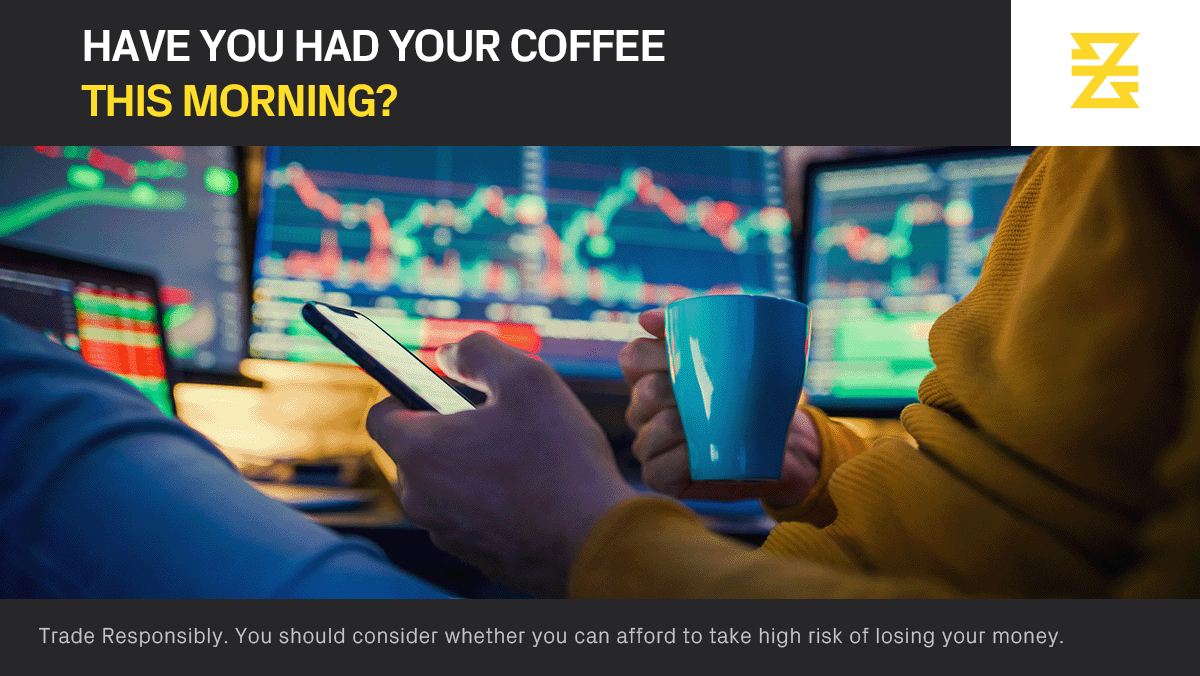 HAVE YOU HAD YOUR COFFEE
THIS MORNING?
Trade Responsibly. You should consider whether you can afford to take high risk of losing your money.